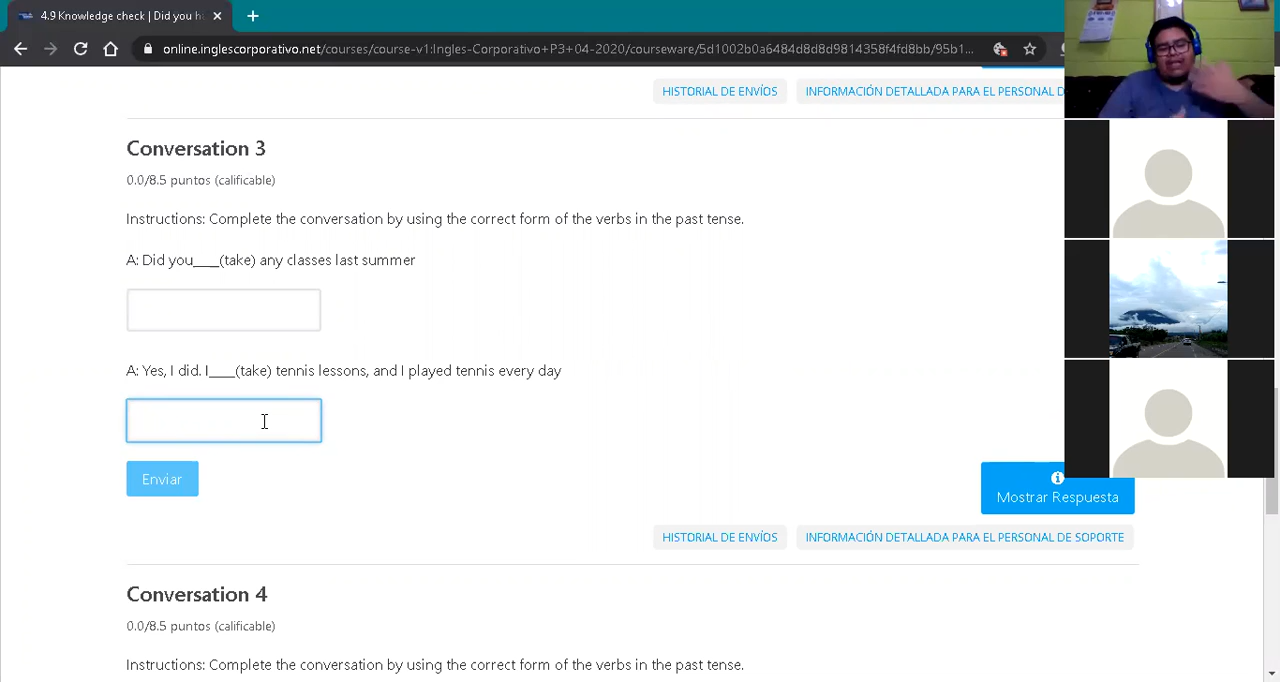 4.9 Knowledge check | Did you h
online.inglescorporativo.net/courses/course-v1:Ingles-Corporativo+P3+04-2020/courseware/5d1002b0a6484d8d8d9814358f4fd8bb/95b1...
HISTORIAL DE ENVÍOS
INFORMACIÓN DETALLADA PARA EL PERSONAL D
Conversation 3
0.0/8.5 puntos (calificable)
Instructions: Complete the conversation by using the correct form of the verbs in the past tense.
A: Did you___(take) any classes last summer
A: Yes, I did. I___(take) tennis lessons, and I played tennis every day
Enviar
Mostrar Respuesta
HISTORIAL DE ENVÍOS
INFORMACIÓN DETALLADA PARA EL PERSONAL DE SOPORTE
Conversation 4
0.0/8.5 puntos (calificable)
Instructions: Complete the conversation by using the correct form of the verbs in the past tense.